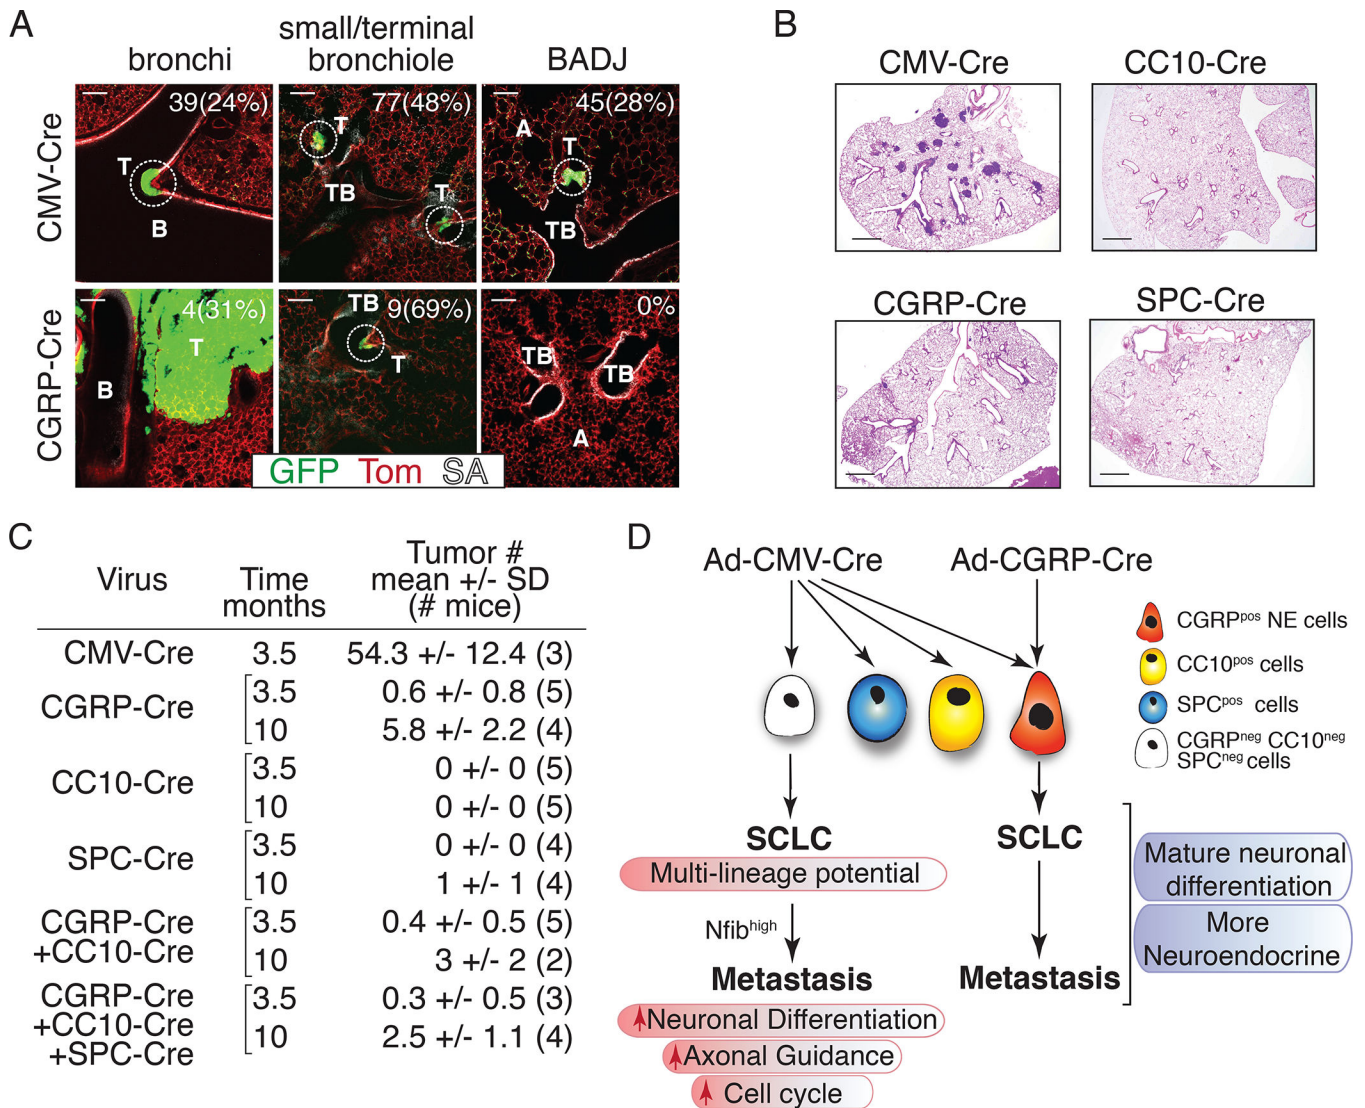 A
small/terminal
bronchi bronchiole BADJ
CMV-Cre
39(24%) 77(48%) 45(28%)
T B
T TB T
A T TB
CGRP-Cre
4(31%) 9(69%) 0%
B T
TB T
TB TB A
GFP Tom SA
B
CMV-Cre CC10-Cre
CGRP-Cre SPC-Cre
C
Virus Time months Tumor # mean +/- SD (# mice)
CMV-Cre 3.5 54.3 +/- 12.4 (3)
CGRP-Cre 3.5 0.6 +/- 0.8 (5)
10 5.8 +/- 2.2 (4)
CC10-Cre 3.5 0 +/- 0 (5)
10 0 +/- 0 (5)
SPC-Cre 3.5 0 +/- 0 (4)
10 1 +/- 1 (4)
CGRP-Cre 3.5 0.4 +/- 0.5 (5)
+CC10-Cre 10 3 +/- 2 (2)
CGRP-Cre 3.5 0.3 +/- 0.5 (3)
+CC10-Cre 10 2.5 +/- 1.1 (4)
+SPC-Cre
D
Ad-CMV-Cre Ad-CGRP-Cre
CGRPpos NE cells
CC10pos cells
SPCpos cells
CGRPneg CC10neg
SPCneg cells
SCLC SCLC
Multi-lineage potential
Nfibhigh
Metastasis Metastasis
Neuronal Differentiation
Axonal Guidance
Cell cycle
Mature neuronal
differentiation
More
Neuroendocrine